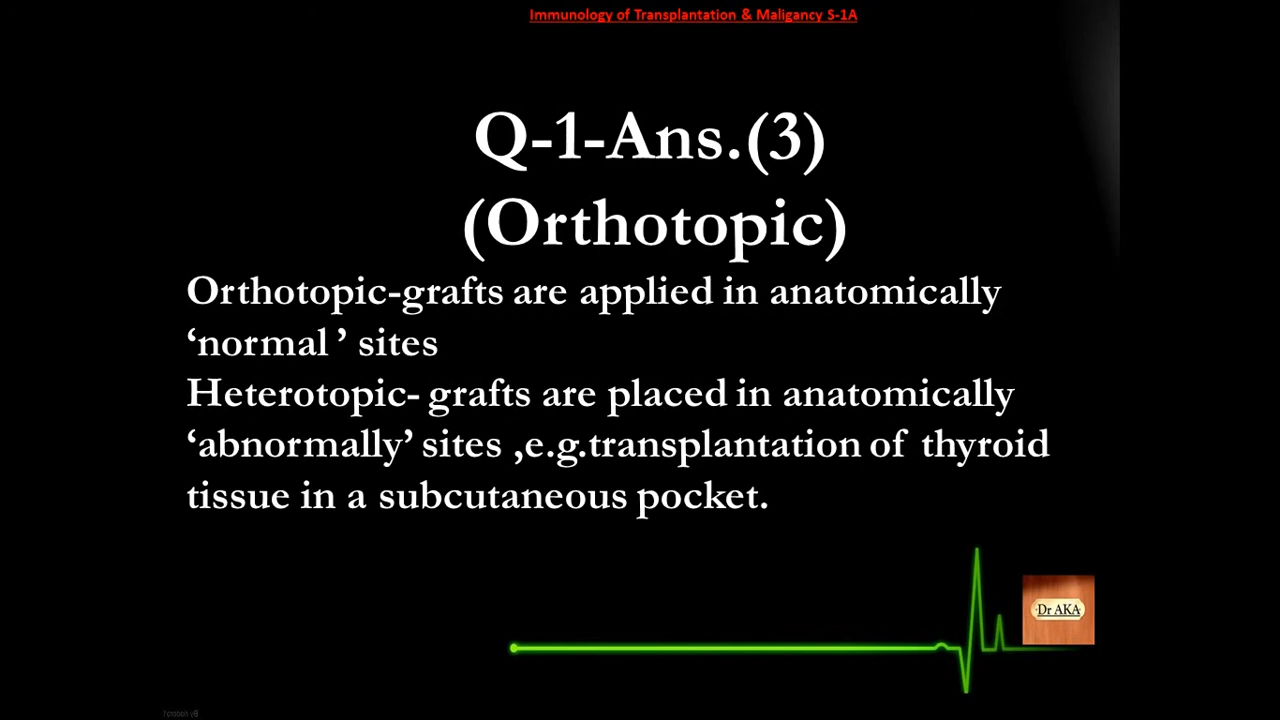 Immunology of Transplantation & Maligancy S-1A
Q-1-Ans.(3)
(Orthotopic)
Orthotopic-grafts are applied in anatomically
‘normal ’ sites
Heterotopic- grafts are placed in anatomically
‘abnormally’ sites ,e.g.transplantation of thyroid
tissue in a subcutaneous pocket.
Dr AKA